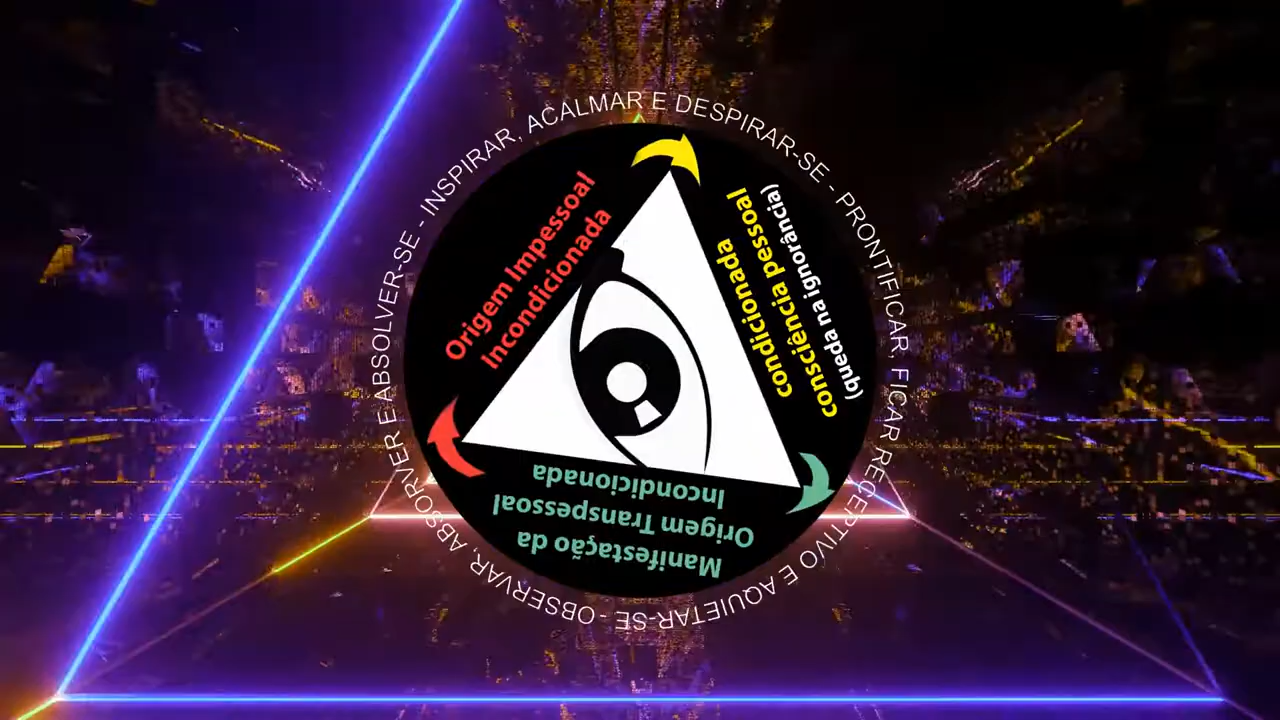 INSPIRAR, ACALMAR E DESPIRAR-SE - PRONTIFICAR, FICAR RECEPTIVO E AQUIETAR-SE - OBSERVAR, ABSORVER E ABSOLVER-SE -
Origem Impessoal
Incondicionada
(queda na ignorância)
consciência pessoal
condicionada
Manifestação da
Origem Transpessoal
Incondicionada